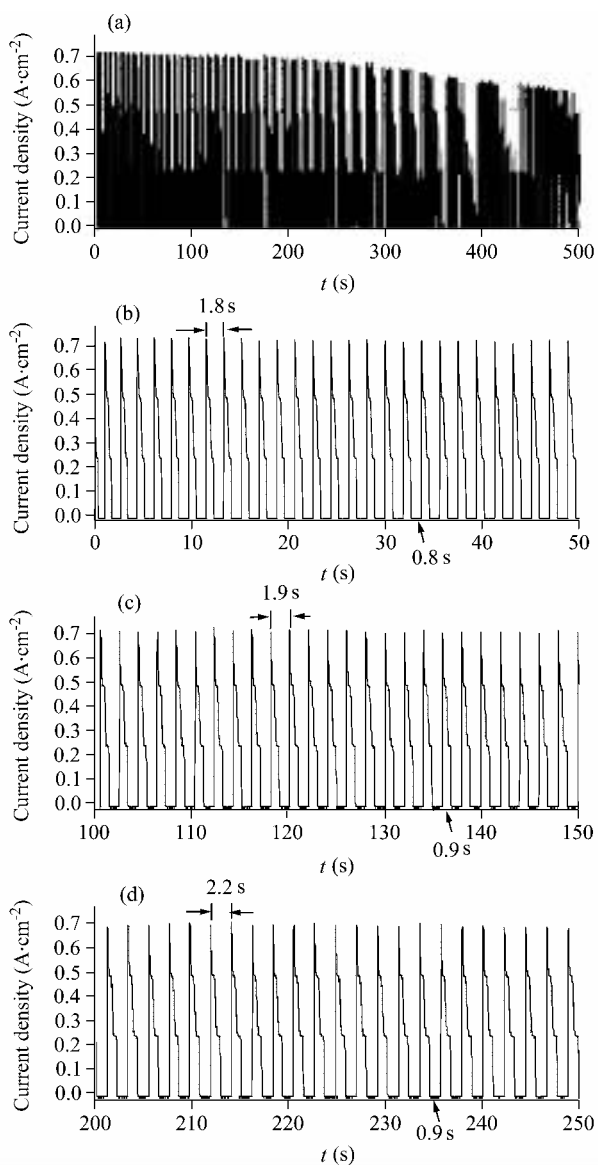 (a)
Current density (A·cm⁻²)
0.7
0.6
0.5
0.4
0.3
0.2
0.1
0.0
0 100 200 300 400 500
t (s)
(b)
1.8 s
Current density (A·cm⁻²)
0.7
0.6
0.5
0.4
0.3
0.2
0.1
0.0
0 10 20 30 40 50
t (s)
0.8 s
(c)
1.9 s
Current density (A·cm⁻²)
0.7
0.6
0.5
0.4
0.3
0.2
0.1
0.0
100 110 120 130 140 150
t (s)
0.9 s
(d)
2.2 s
Current density (A·cm⁻²)
0.7
0.6
0.5
0.4
0.3
0.2
0.1
0.0
200 210 220 230 240 250
t (s)
0.9 s